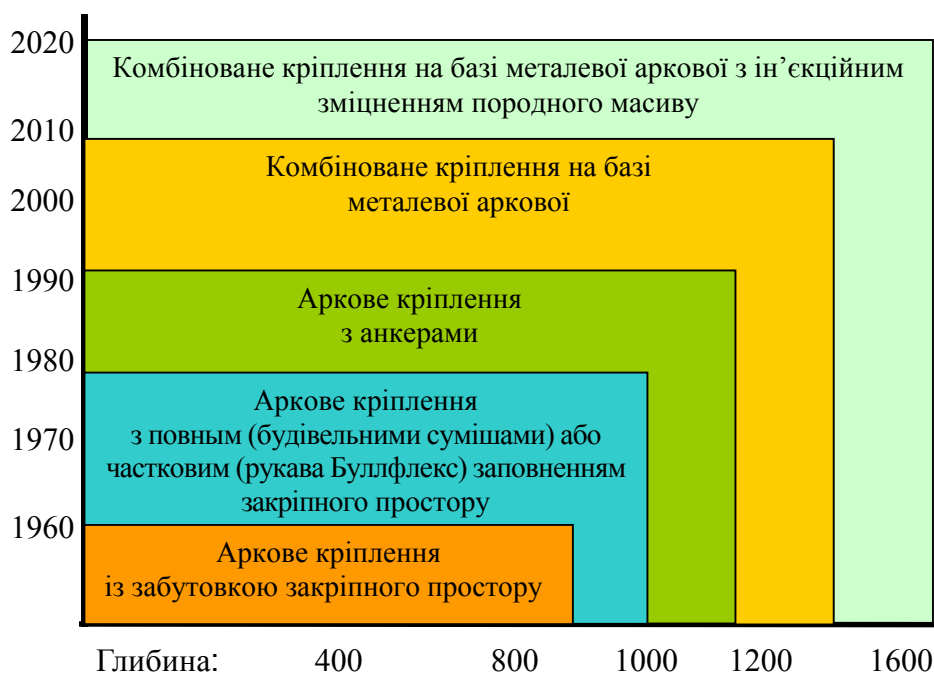 2020
Комбіноване кріплення на базі металевої аркової з ін’єкційним
зміцненням породного масиву
2010
Комбіноване кріплення на базі
металевої аркової
2000
1990
Аркове кріплення
з анкерами
1980
Аркове кріплення
з повным (будівельними сумішами) або
частковим (рукава Буллфлекс) заповненням
закріпного простору
1970
1960
Аркове кріплення
із забутовкою закріпного простору
Глибина: 400 800 1000 1200 1600